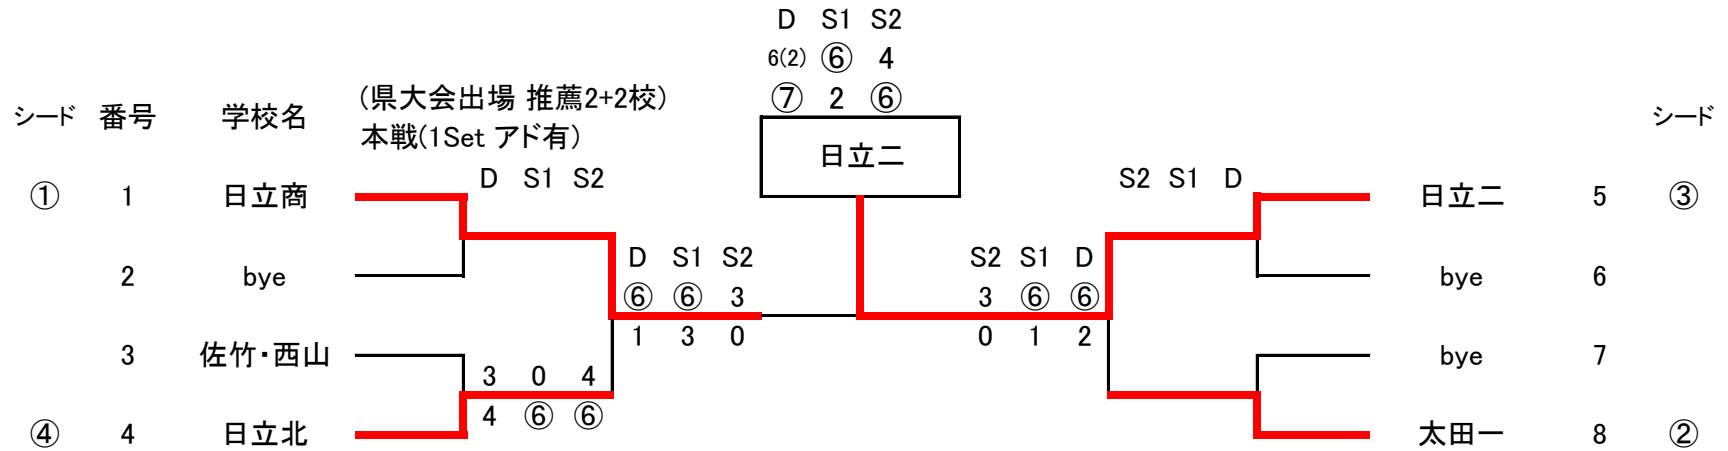 D S1 S2
6(2) ⑥ 4
⑦ 2 ⑥
シード 番号 学校名 (県大会出場 推薦2+2校) シード
本戦(1Set アド有)
日立二
D S1 S2 S2 S1 D
① 1 日立商 日立二 5 ③
D S1 S2 S2 S1 D
2 bye bye 6
⑥ ⑥ 3 3 ⑥ ⑥
1 3 0 0 1 2
3 佐竹・西山 bye 7
3 0 4
4 ⑥ ⑥
④ 4 日立北 太田一 8 ②